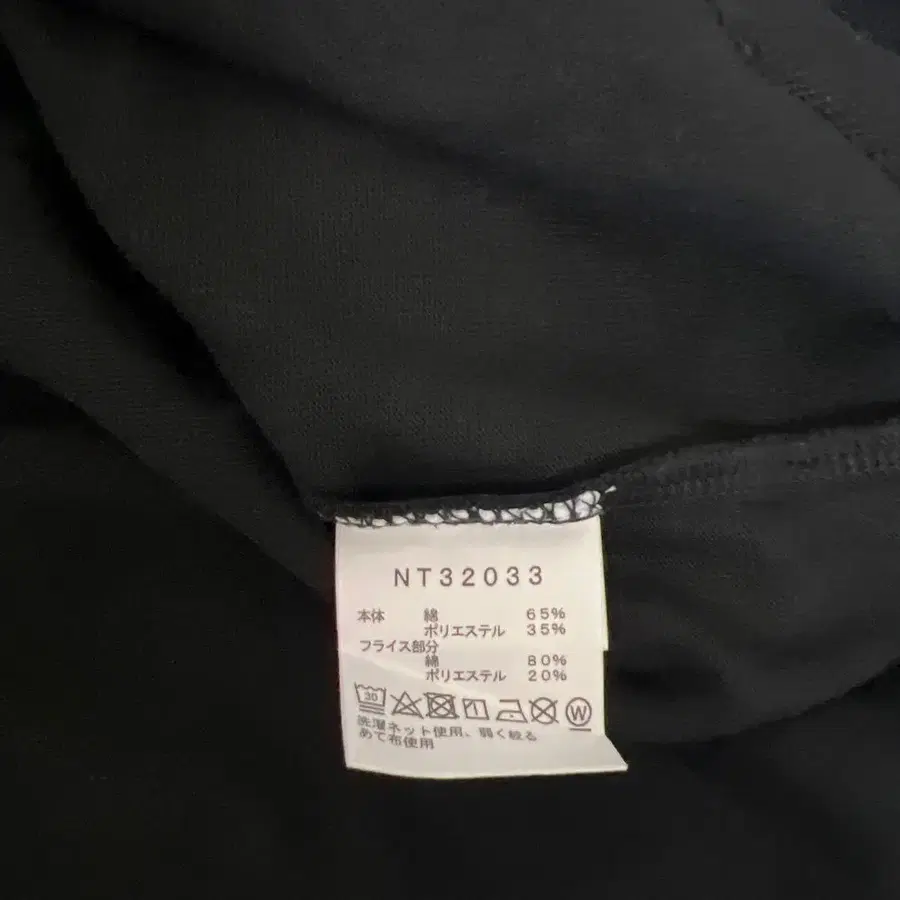 NT32033
本体 綿 65%
ポリエステル 35%
フライス部分
綿 80%
ポリエステル 20%
30 W
洗濯ネット使用、弱く絞る
あて布使用